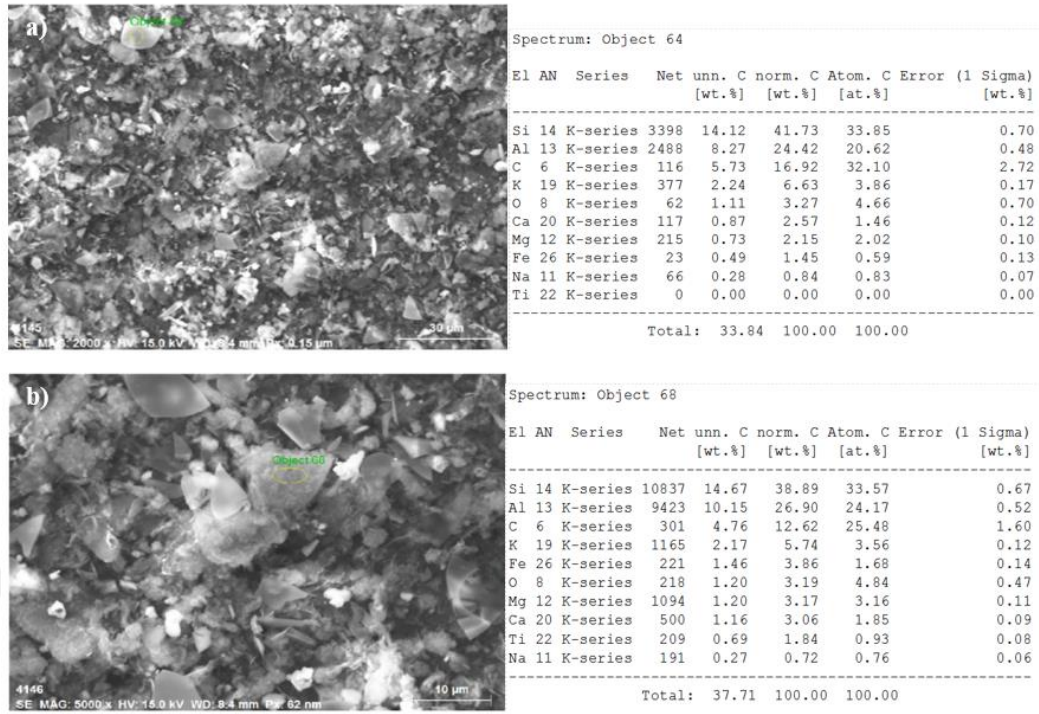 a)
Spectrum: Object 64
El AN Series Net unn. C norm. C Atom. C Error (1 Sigma)
[wt.%] [wt.%] [at.%] [wt.%]
Si 14 K-series 3398 14.12 41.73 33.85 0.70
Al 13 K-series 2488 8.27 24.42 20.62 0.48
C 6 K-series 116 5.73 16.92 32.10 2.72
K 19 K-series 377 2.24 6.63 3.86 0.17
O 8 K-series 62 1.11 3.27 4.66 0.70
Ca 20 K-series 117 0.87 2.57 1.46 0.12
Mg 12 K-series 215 0.73 2.15 2.02 0.10
Fe 26 K-series 23 0.49 1.45 0.59 0.13
Na 11 K-series 66 0.28 0.84 0.83 0.07
Ti 22 K-series 0 0.00 0.00 0.00 0.00
Total: 33.84 100.00 100.00
Object
30 µm
SE MAG: 2000 x HV: 15.0 kV mm 0.15 µm
b)
Spectrum: Object 68
El AN Series Net unn. C norm. C Atom. C Error (1 Sigma)
[wt.%] [wt.%] [at.%] [wt.%]
Si 14 K-series 10837 14.67 38.89 33.57 0.67
Al 13 K-series 9423 10.15 26.90 24.17 0.52
C 6 K-series 301 4.76 12.62 25.48 1.60
K 19 K-series 1165 2.17 5.74 3.56 0.12
Fe 26 K-series 221 1.46 3.86 1.68 0.14
O 8 K-series 218 1.20 3.19 4.84 0.47
Mg 12 K-series 1094 1.20 3.17 3.16 0.11
Ca 20 K-series 500 1.16 3.06 1.85 0.09
Ti 22 K-series 209 0.69 1.84 0.93 0.08
Na 11 K-series 191 0.27 0.72 0.76 0.06
Total: 37.71 100.00 100.00
Object 68
4146
10 µm
SE MAG: 5000 x HV: 15.0 kV WD: 8.4 mm Px: 62 nm